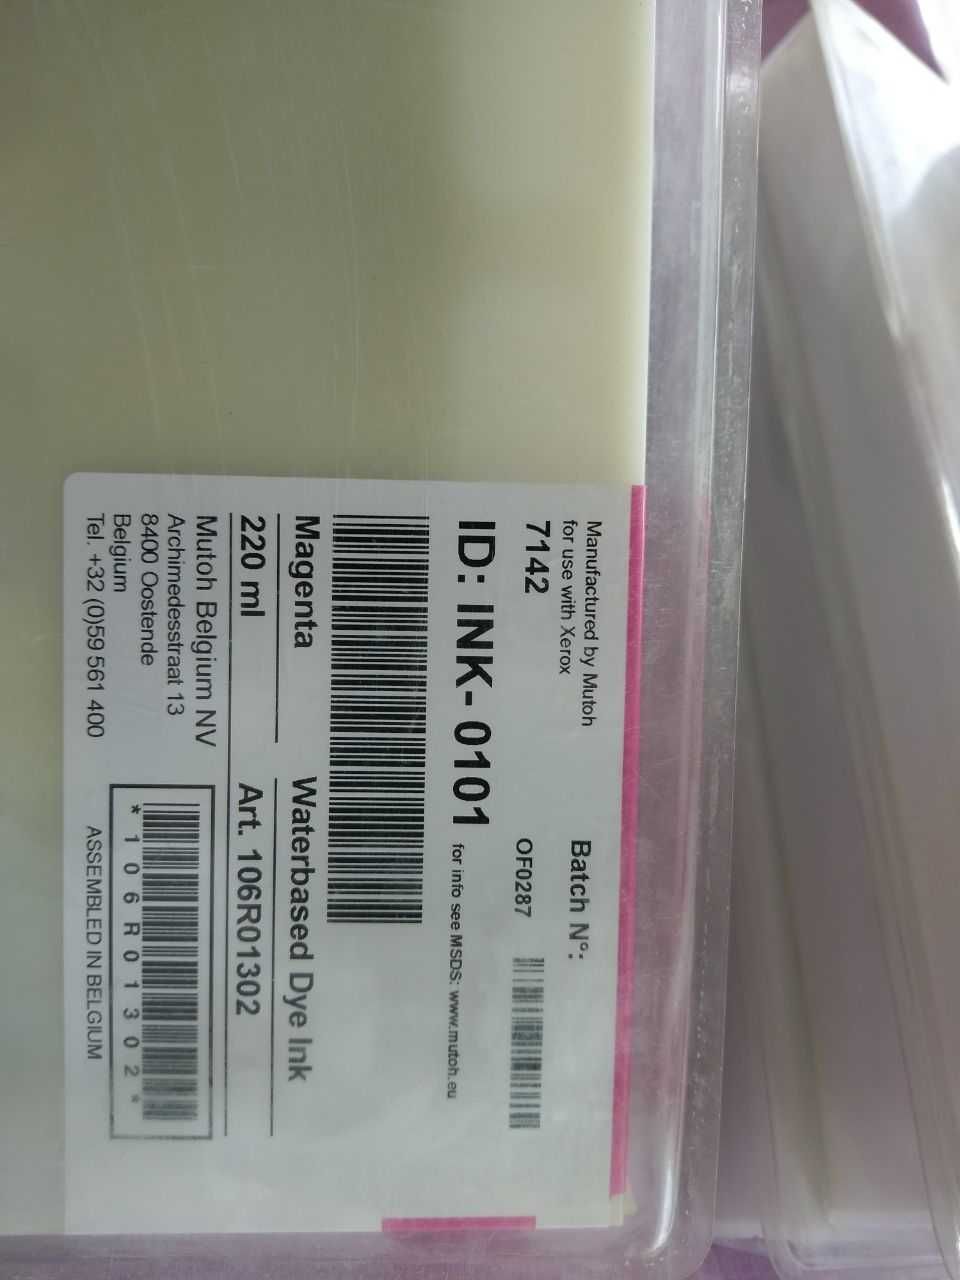 Manufactured by Mutoh
for use with Xerox
7142
Batch N°:
OF0287
ID: INK-0101
for info see MSDS: www.mutoh.eu
Magenta
Waterbased Dye Ink
220 ml
Art. 106R01302
Mutoh Belgium NV
Archimedesstraat 13
8400 Oostende
Belgium
Tel. +32 (0)59 561 400
*106R01302*
ASSEMBLED IN BELGIUM